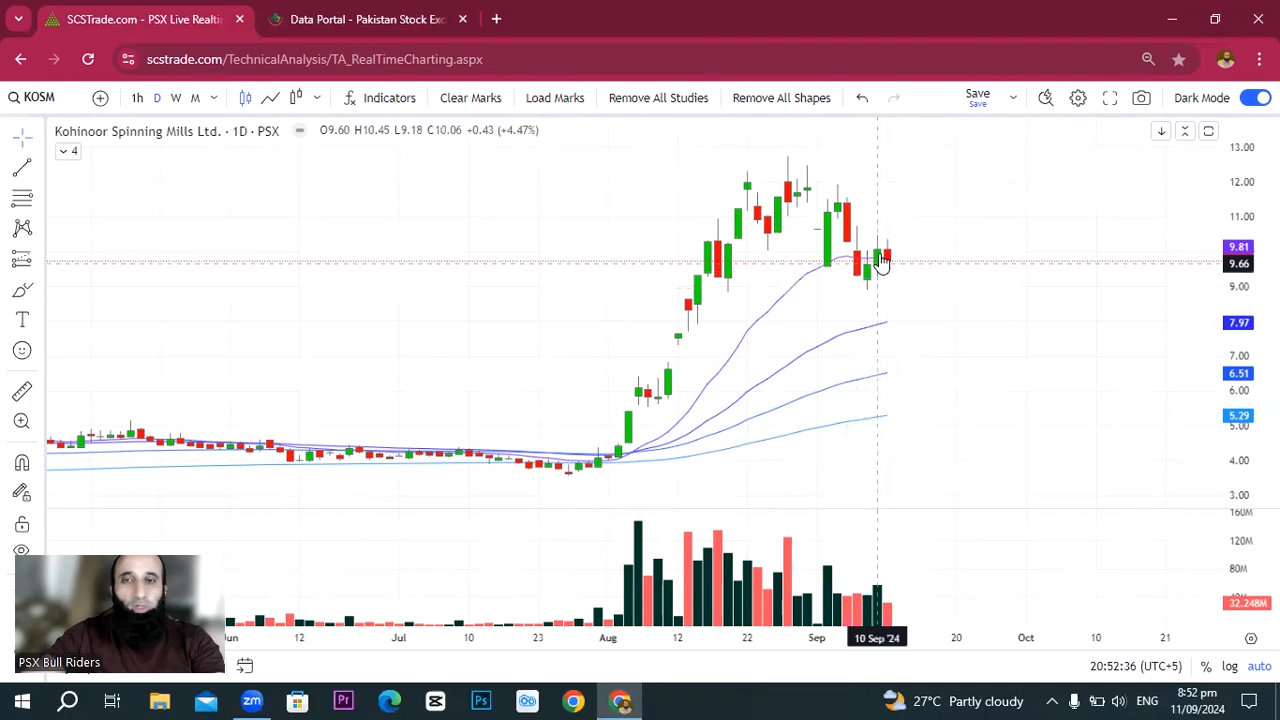 SCSTrade.com - PSX Live Realti
Data Portal - Pakistan Stock Exc
scstrade.com/TechnicalAnalysis/TA_RealTimeCharting.aspx
KOSM
1h D W M
Indicators
Clear Marks
Load Marks
Remove All Studies
Remove All Shapes
Save
Save
Dark Mode
Kohinoor Spinning Mills Ltd. · 1D · PSX
O9.60 H10.45 L9.18 C10.06 +0.43 (+4.47%)
4
13.00
12.00
11.00
9.81
9.66
9.00
7.97
7.00
6.51
6.00
5.29
5.00
4.00
3.00
160M
120M
80M
32.248M
Jun 12 Jul 10 23 Aug 12 22 Sep 10 Sep '24 20 Oct 10 21
PSX Bull Riders
20:52:36 (UTC+5) % log auto
zm
Pr
Ps
27°C Partly cloudy
ENG
8:52 pm
11/09/2024